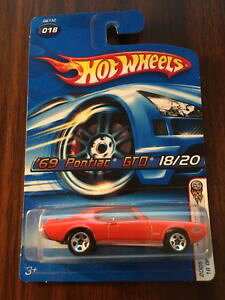 018
HOT WHEELS
'69 Pontiac® GTO® 18/20
3+